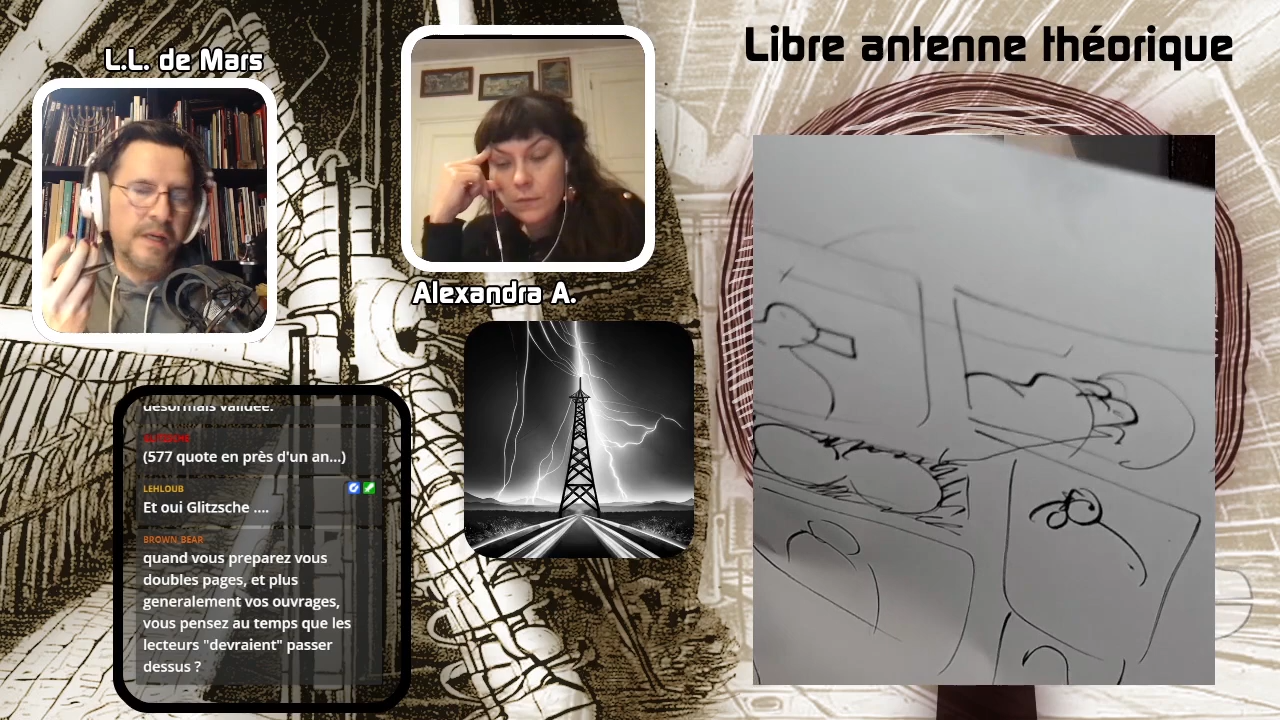 L.L. de Mars
Libre antenne théorique
Alexandra A.
désormais validée.
(577 quote en près d'un an...)
LEHLOUB
Et oui Glitzsche ....
BROWN_BEAR
quand vous preparez vous
doubles pages, et plus
generalement vos ouvrages,
vous pensez au temps que les
lecteurs "devraient" passer
dessus ?